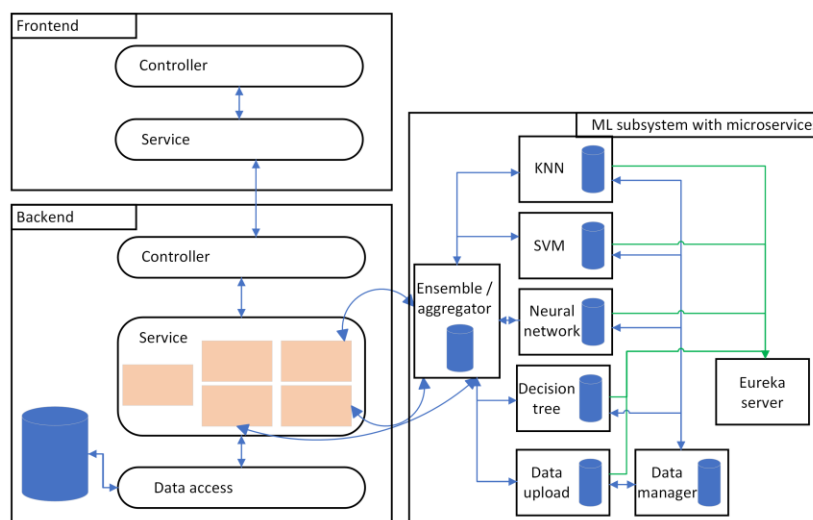 Frontend
Controller
Service
Backend
Controller
Service
Data access
ML subsystem with microservice
KNN
SVM
Ensemble /
aggregator
Neural
network
Decision
tree
Eureka
server
Data
upload
Data
manager